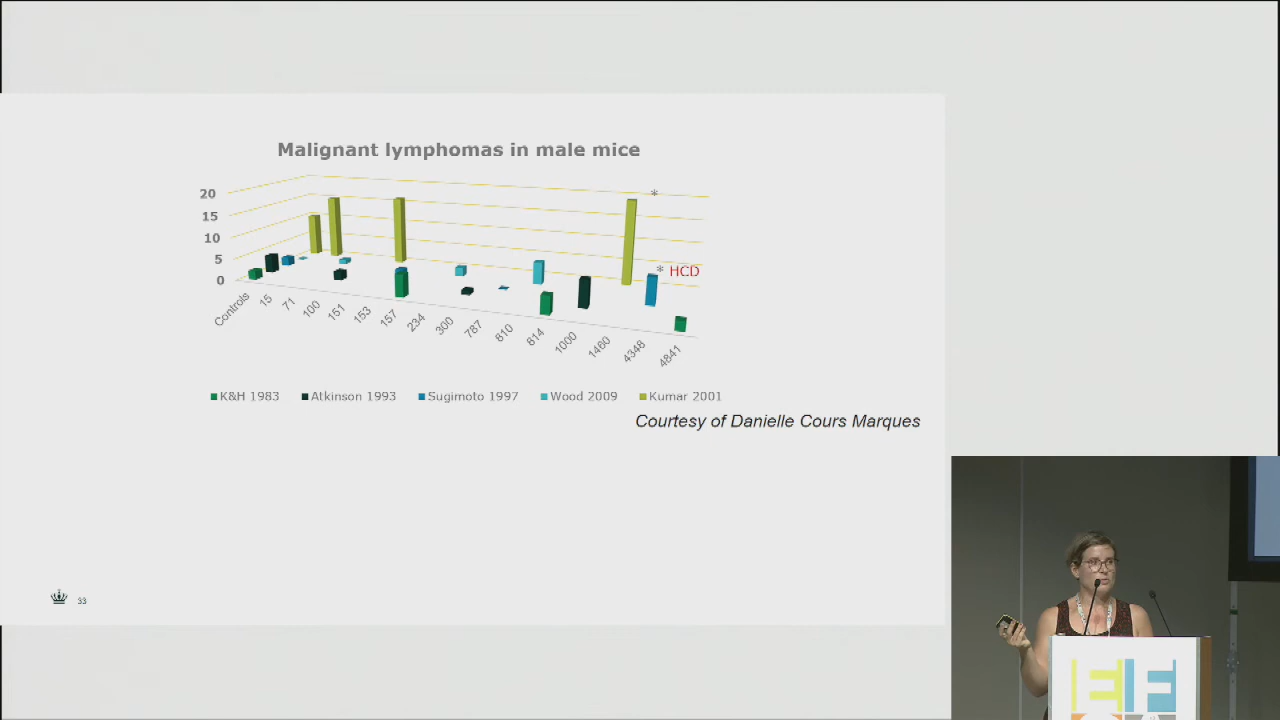 Malignant lymphomas in male mice
20
15
10
5
0
*
* HCD
Controls 15 71 100 151 153 157 234 300 787 810 814 1000 1460 4348 4841
K&H 1983 Atkinson 1993 Sugimoto 1997 Wood 2009 Kumar 2001
Courtesy of Danielle Cours Marques
33